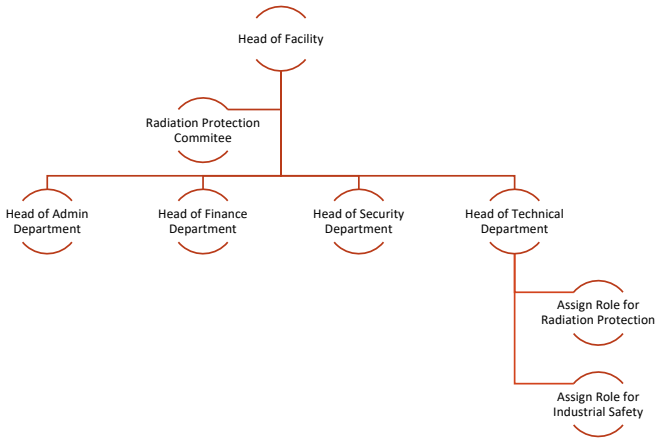 Head of Facility
Radiation Protection
Commitee
Head of Admin
Department
Head of Finance
Department
Head of Security
Department
Head of Technical
Department
Assign Role for
Radiation Protection
Assign Role for
Industrial Safety